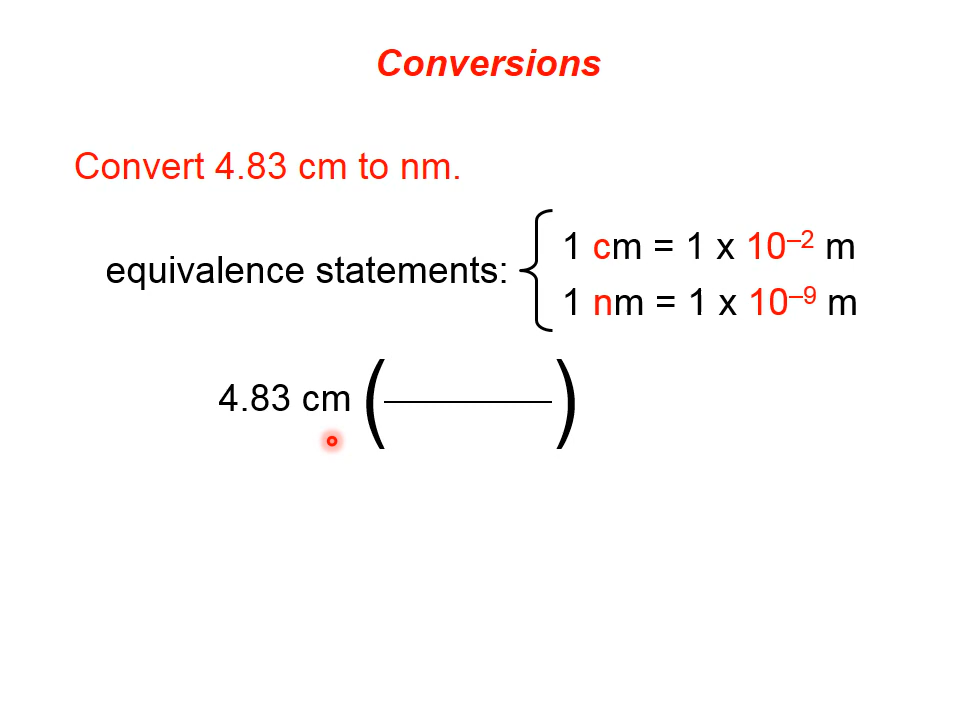 Conversions
Convert 4.83 cm to nm.
equivalence statements:
1 cm = 1 x 10⁻² m
1 nm = 1 x 10⁻⁹ m
4.83 cm (———)